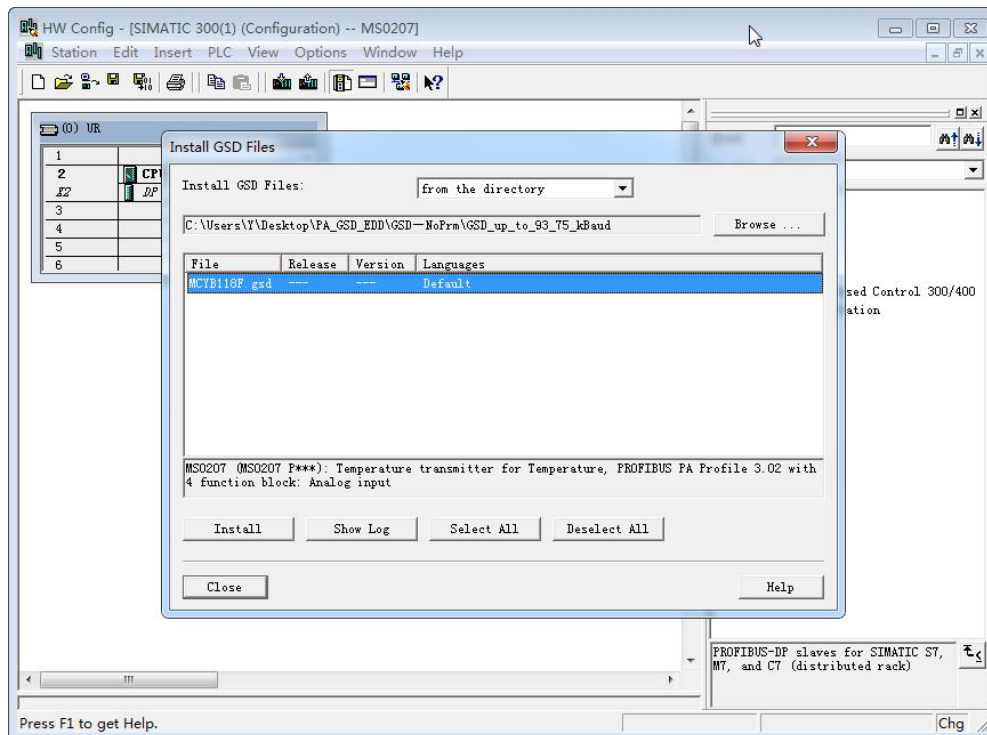 HW Config - [SIMATIC 300(1) (Configuration) -- MS0207]
Station Edit Insert PLC View Options Window Help
(0) UR
1
2 CPU
X2 DP
3
4
5
6
Install GSD Files
Install GSD Files: from the directory
C:\Users\Y\Desktop\PA_GSD_EDD\GSD-NoPrm\GSD_up_to_93_75_kBaud Browse ...
File Release Version Languages
MCYB118F.gsd --- --- Default
MS0207 (MS0207 P***): Temperature transmitter for Temperature, PROFIBUS PA Profile 3.02 with
4 function block: Analog input
Install Show Log Select All Deselect All
Close Help
sed Control 300/400
ation
PROFIBUS-DP slaves for SIMATIC S7,
M7, and C7 (distributed rack)
Press F1 to get Help.
Chg